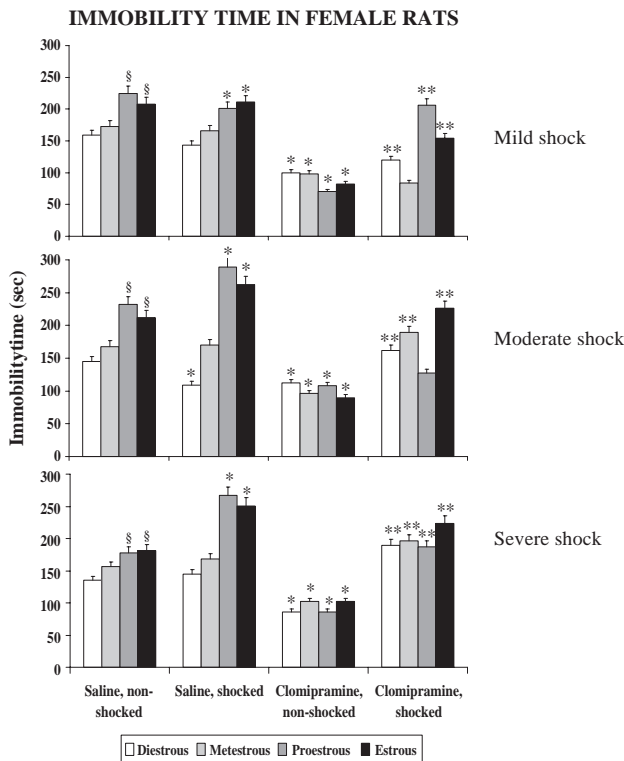 IMMOBILITY TIME IN FEMALE RATS
Immobilitytime (sec)
300
250
200
150
100
50
0
§ § * * * * * * ** ** **
Mild shock
300
250
200
150
100
50
0
§ § * * * * * * * ** ** **
Moderate shock
300
250
200
150
100
50
0
§ § * * * * * * ** ** ** **
Severe shock
Saline, non-
shocked
Saline, shocked
Clomipramine,
non-shocked
Clomipramine,
shocked
Diestrous Metestrous Proestrous Estrous